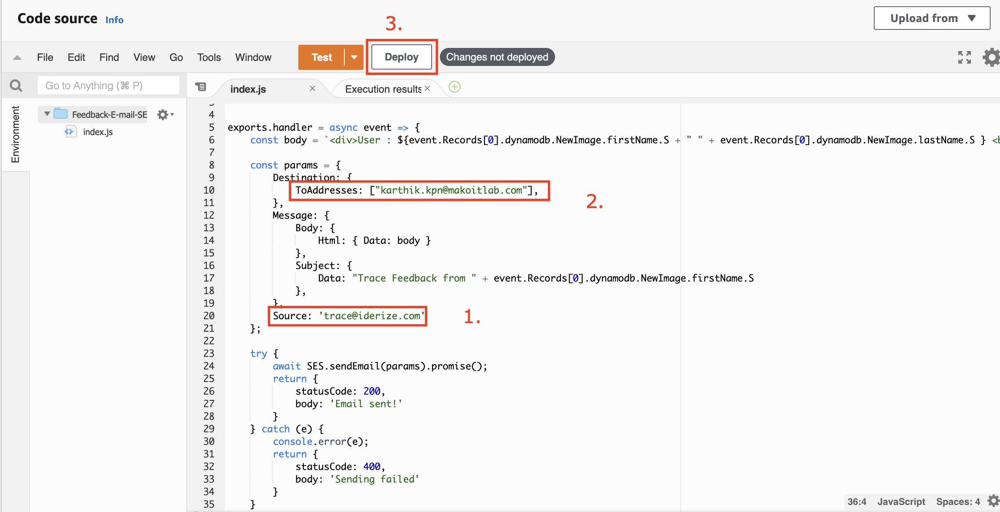 Code source Info
Upload from
3.
File Edit Find View Go Tools Window Test Deploy Changes not deployed
Go to Anything (⌘ P)
index.js
Execution results
Environment
Feedback-E-mail-SE
index.js
4
5 exports.handler = async event => {
6 const body = `<div>User : ${event.Records[0].dynamodb.NewImage.firstName.S + " " + event.Records[0].dynamodb.NewImage.lastName.S } <b
7
8 const params = {
9 Destination: {
10 ToAddresses: ["karthik.kpn@makoitlab.com"],
2.
11 },
12 Message: {
13 Body: {
14 Html: { Data: body }
15 },
16 Subject: {
17 Data: "Trace Feedback from " + event.Records[0].dynamodb.NewImage.firstName.S
18 },
19 },
20 Source: 'trace@iderize.com'
1.
21 };
22
23 try {
24 await SES.sendEmail(params).promise();
25 return {
26 statusCode: 200,
27 body: 'Email sent!'
28 }
29 } catch (e) {
30 console.error(e);
31 return {
32 statusCode: 400,
33 body: 'Sending failed'
34 }
35 }
36:4 JavaScript Spaces: 4